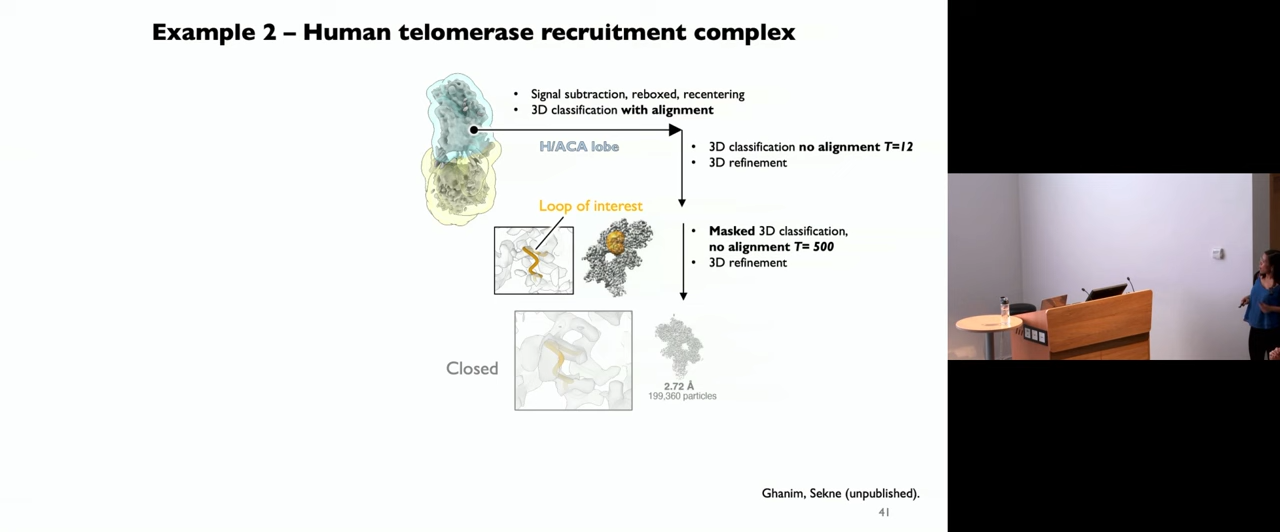 Example 2 – Human telomerase recruitment complex
• Signal subtraction, reboxed, recentering
• 3D classification with alignment
H/ACA lobe
• 3D classification no alignment T=12
• 3D refinement
Loop of interest
• Masked 3D classification,
no alignment T= 500
• 3D refinement
Closed
2.72 Å
199,360 particles
Ghanim, Sekne (unpublished).
41